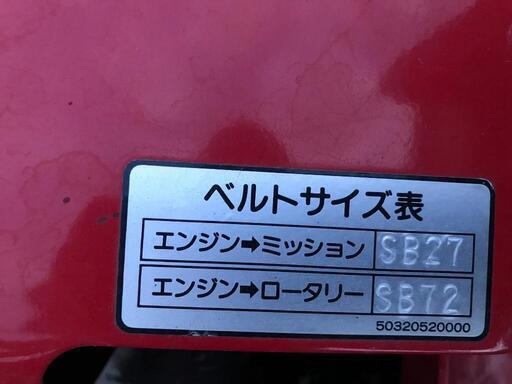 ベルトサイズ表
エンジン➡ミッション SB27
エンジン➡ロータリー SB72
50320520000